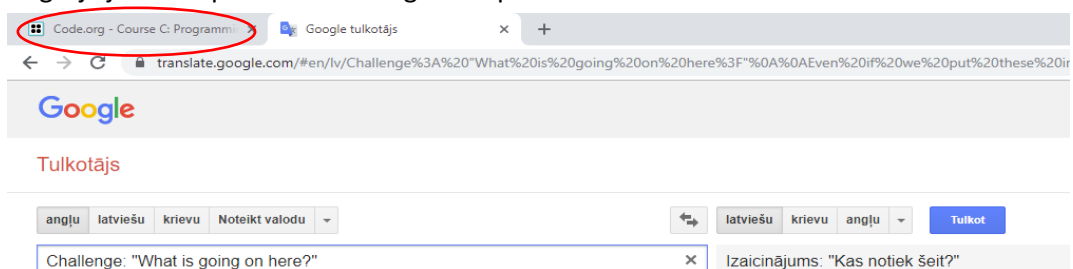 Code.org - Course C: Programmi
Google tulkotājs
translate.google.com/#en/lv/Challenge%3A%20"What%20is%20going%20on%20here%3F"%0A%0AEven%20if%20we%20put%20these%20in
Google
Tulkotājs
angļu latviešu krievu Noteikt valodu latviešu krievu angļu Tulkot
Challenge: "What is going on here?" Izaicinājums: "Kas notiek šeit?"